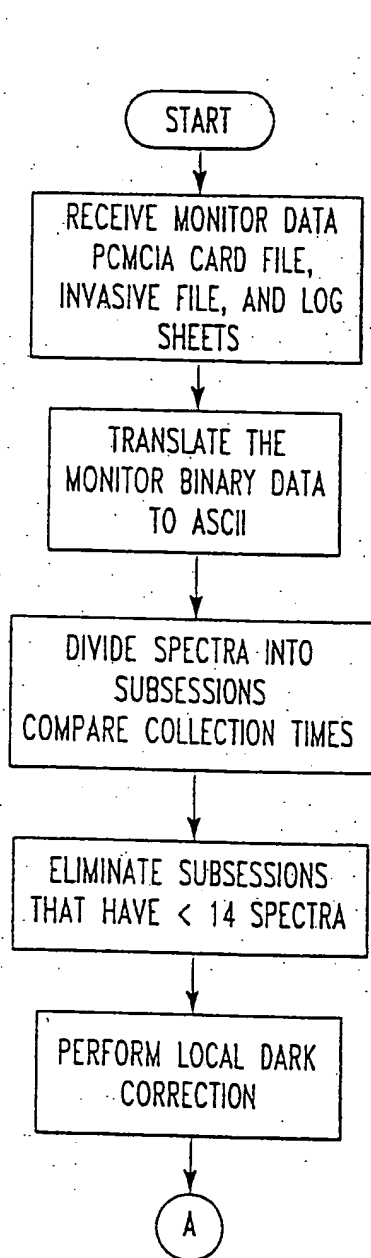 START
RECEIVE MONITOR DATA
PCMCIA CARD FILE,
INVASIVE FILE, AND LOG
SHEETS
TRANSLATE THE
MONITOR BINARY DATA
TO ASCII
DIVIDE SPECTRA INTO
SUBSESSIONS
COMPARE COLLECTION TIMES
ELIMINATE SUBSESSIONS
THAT HAVE < 14 SPECTRA
PERFORM LOCAL DARK
CORRECTION
A